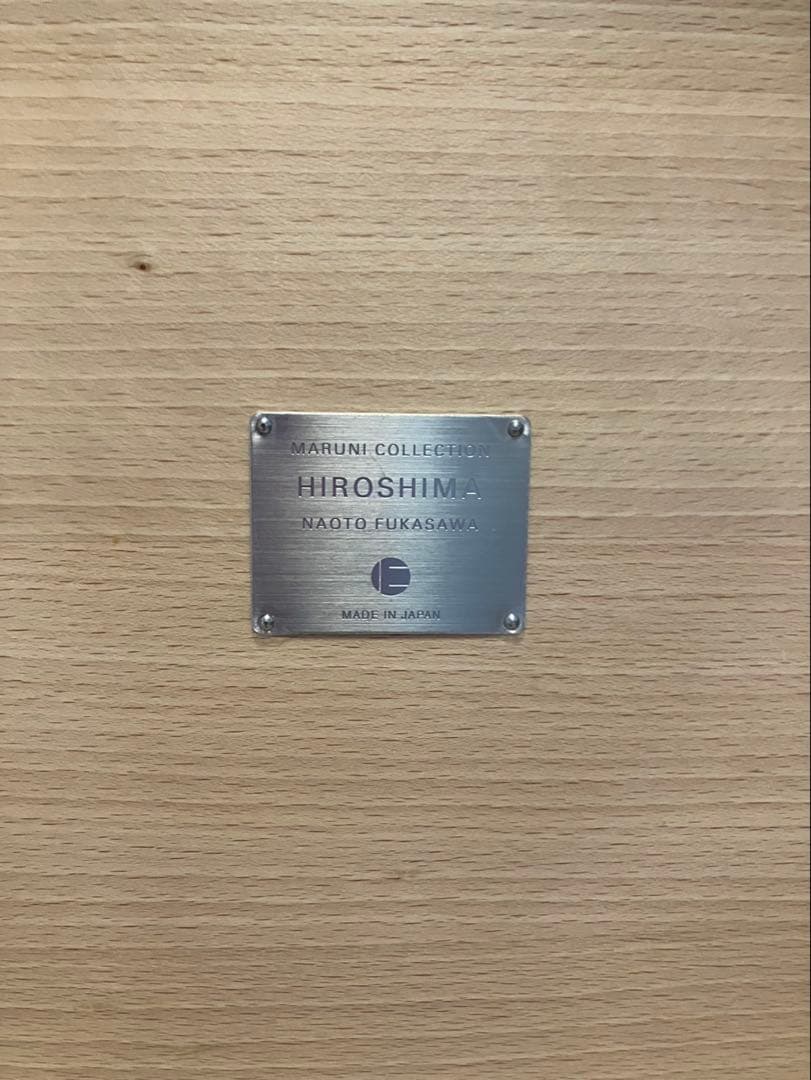 MARUNI COLLECTION
HIROSHIMA
NAOTO FUKASAWA
MADE IN JAPAN